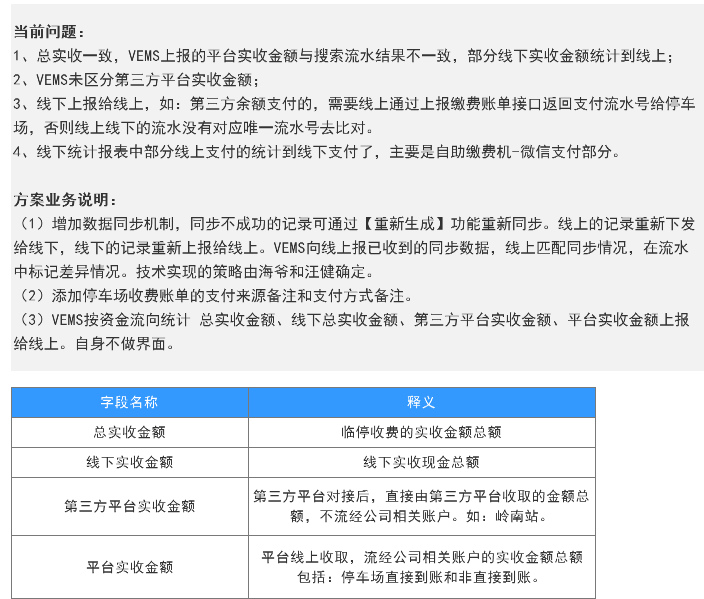 当前问题：
1、总实收一致，VEMS上报的平台实收金额与搜索流水结果不一致，部分线下实收金额统计到线上；
2、VEMS未区分第三方平台实收金额；
3、线下上报给线上，如：第三方余额支付的，需要线上通过上报缴费账单接口返回支付流水号给停车
场，否则线上线下的流水没有对应唯一流水号去比对。
4、线下统计报表中部分线上支付的统计到线下支付了，主要是自助缴费机-微信支付部分。
方案业务说明：
（1）增加数据同步机制，同步不成功的记录可通过【重新生成】功能重新同步。线上的记录重新下发
给线下，线下的记录重新上报给线上。VEMS向线上报已收到的同步数据，线上匹配同步情况，在流水
中标记差异情况。技术实现的策略由海爷和汪健确定。
（2）添加停车场收费账单的支付来源备注和支付方式备注。
（3）VEMS按资金流向统计 总实收金额、线下总实收金额、第三方平台实收金额、平台实收金额上报
给线上。自身不做界面。
字段名称 释义
总实收金额 临停收费的实收金额总额
线下实收金额 线下实收现金总额
第三方平台实收金额 第三方平台对接后，直接由第三方平台收取的金额总
额，不流经公司相关账户。如：岭南站。
平台实收金额 平台线上收取，流经公司相关账户的实收金额总额
包括：停车场直接到账和非直接到账。